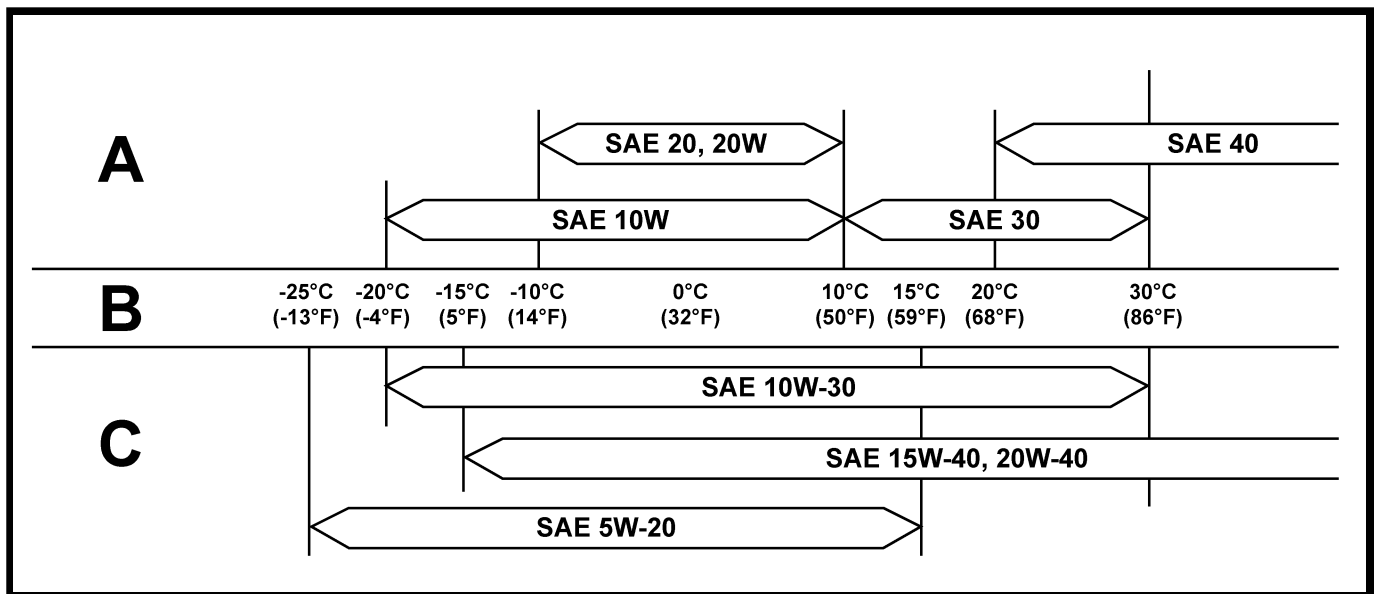 A
SAE 20, 20W
SAE 40
SAE 10W
SAE 30
B
-25°C -20°C -15°C -10°C 0°C 10°C 15°C 20°C 30°C
(-13°F) (-4°F) (5°F) (14°F) (32°F) (50°F) (59°F) (68°F) (86°F)
C
SAE 10W-30
SAE 15W-40, 20W-40
SAE 5W-20